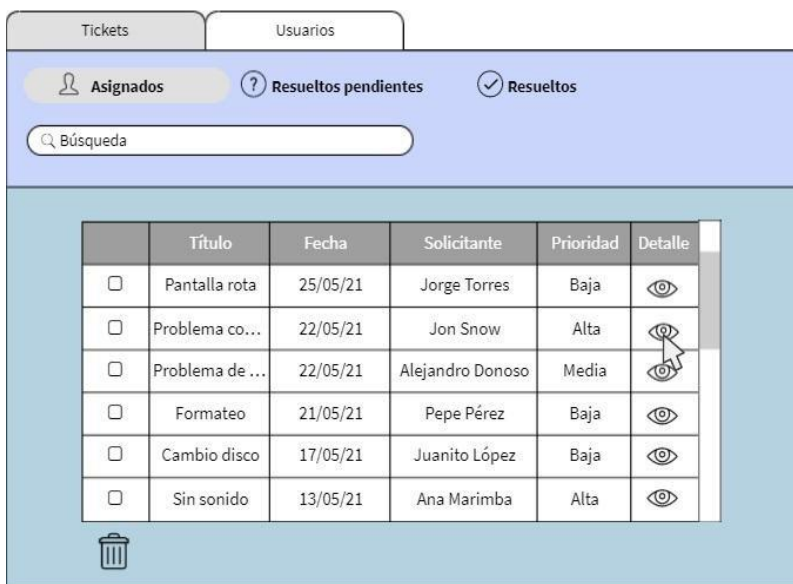 Tickets Usuarios
Asignados ? Resueltos pendientes Resueltos
Búsqueda
Título Fecha Solicitante Prioridad Detalle
Pantalla rota 25/05/21 Jorge Torres Baja
Problema co... 22/05/21 Jon Snow Alta
Problema de ... 22/05/21 Alejandro Donoso Media
Formateo 21/05/21 Pepe Pérez Baja
Cambio disco 17/05/21 Juanito López Baja
Sin sonido 13/05/21 Ana Marimba Alta